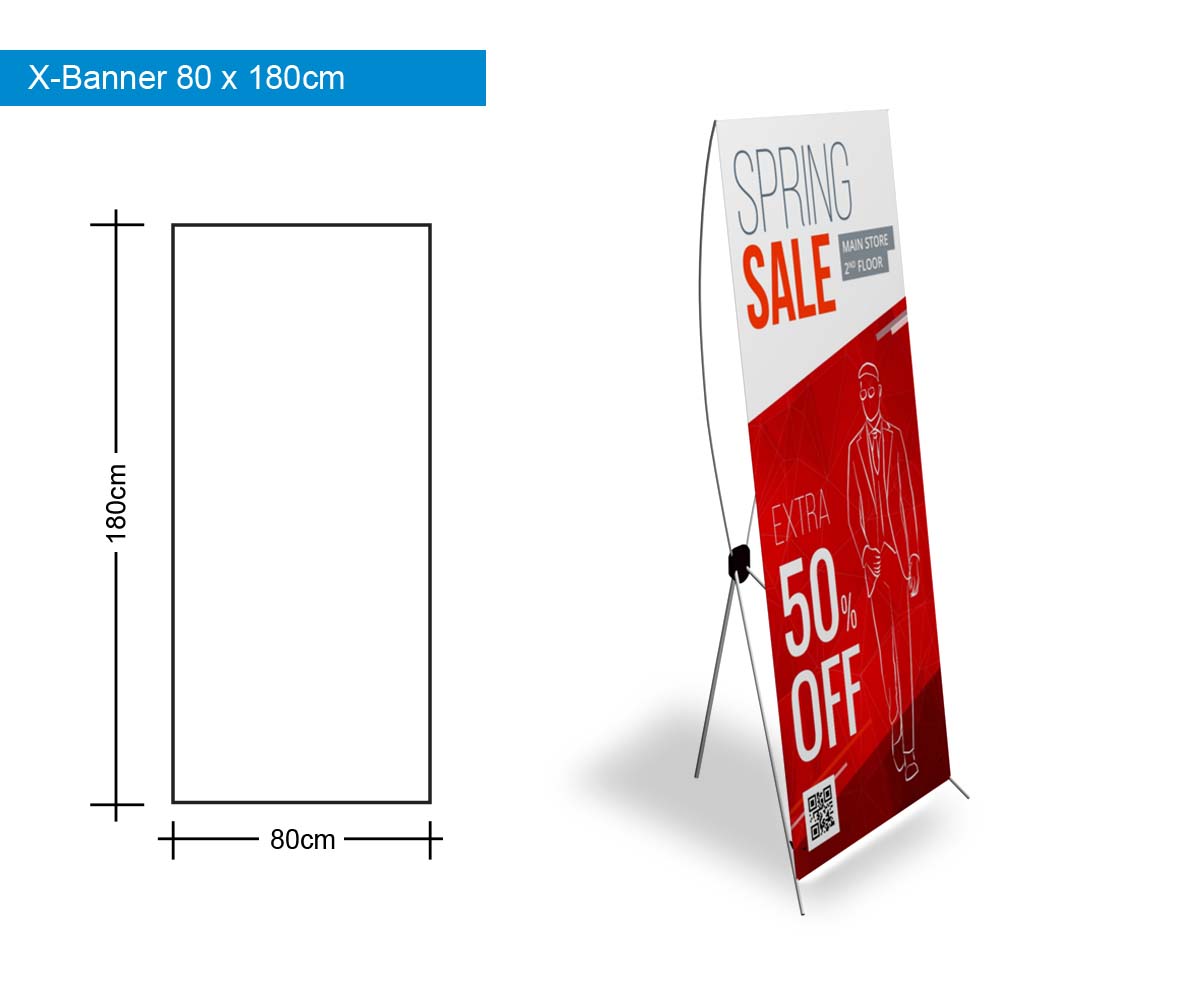 X-Banner 80 x 180cm
180cm
80cm
SPRING
SALE
MAIN STORE
2ND FLOOR
EXTRA
50%
OFF